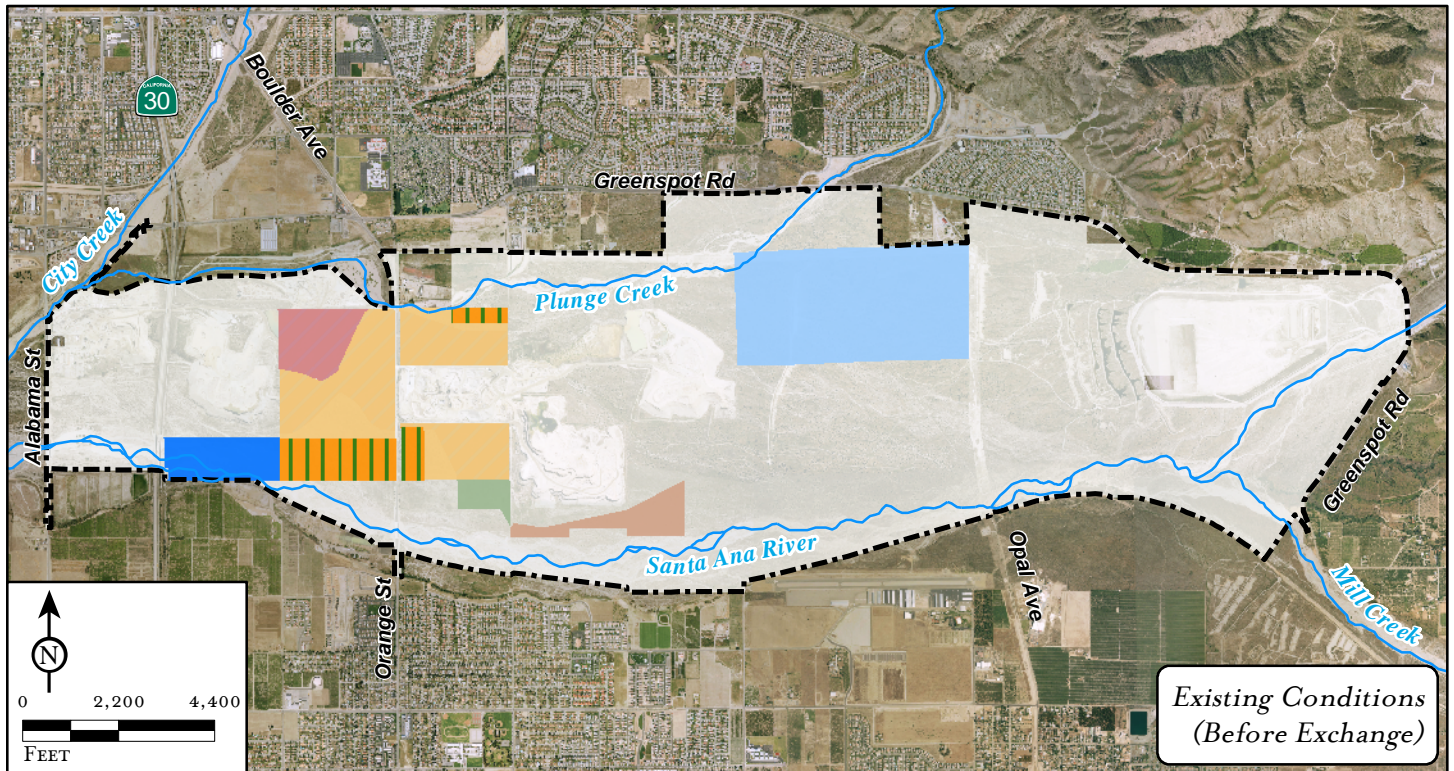 CALIFORNIA
30
Boulder Ave
Greenspot Rd
City Creek
Plunge Creek
Alabama St
Greenspot Rd
Santa Ana River
Opal Ave
Orange St
Mill Creek
N
0 2,200 4,400
FEET
Existing Conditions
(Before Exchange)